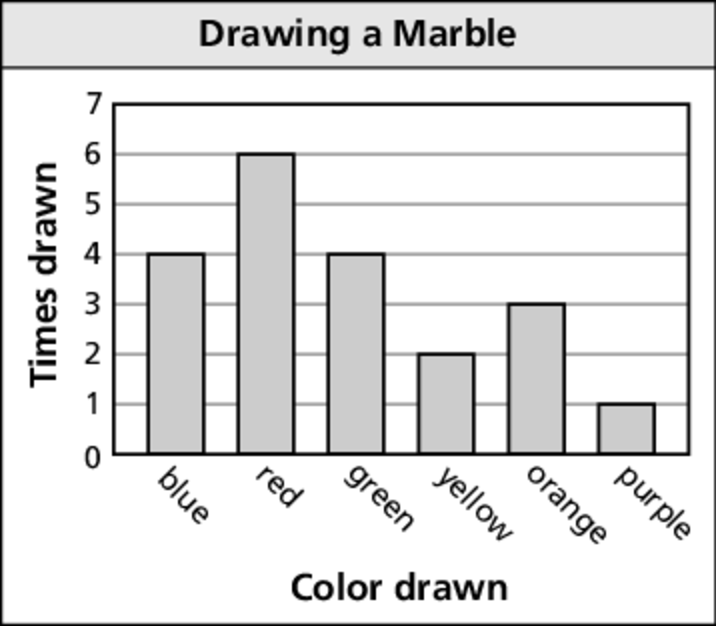 Drawing a Marble
7
6
5
4
3
2
1
0
Times drawn
blue
red
green
yellow
orange
purple
Color drawn